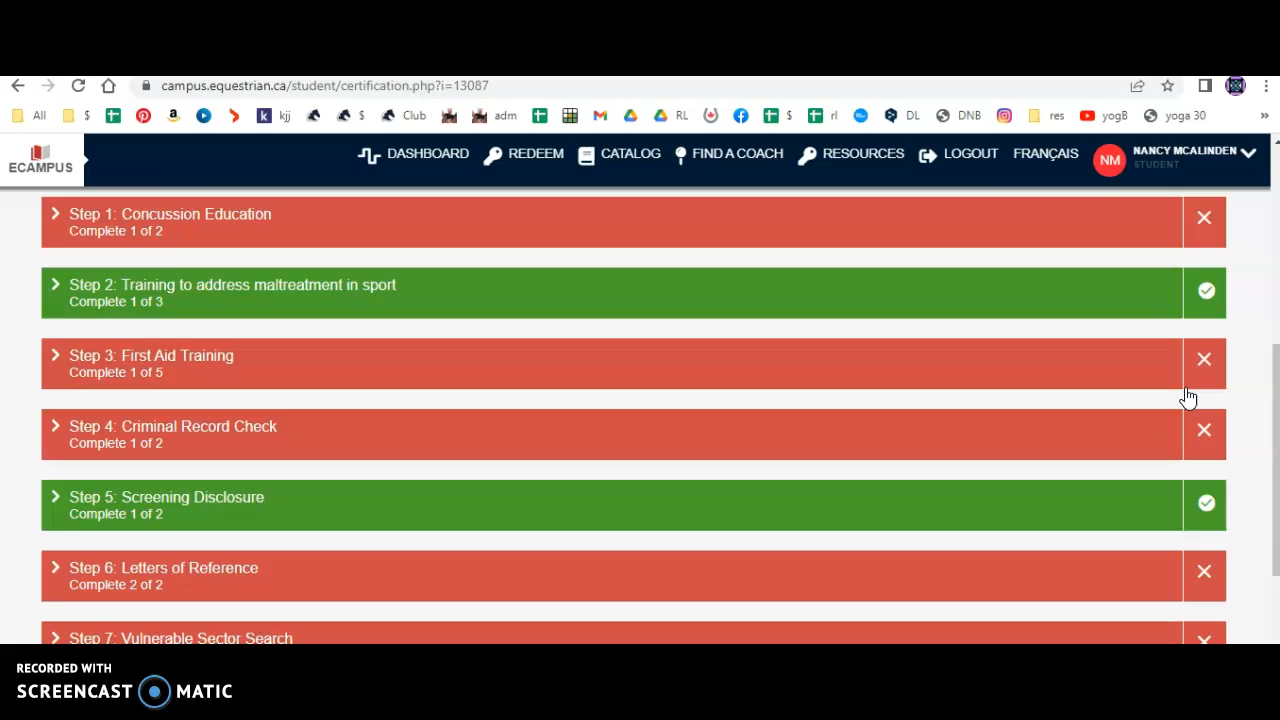 campus.equestrian.ca/student/certification.php?i=13087
All $ kjj $ Club adm RL $ rl DL DNB res yogB yoga 30 »
ECAMPUS
DASHBOARD REDEEM CATALOG FIND A COACH RESOURCES LOGOUT FRANÇAIS NM NANCY MCALINDEN
STUDENT
Step 1: Concussion Education
Complete 1 of 2
Step 2: Training to address maltreatment in sport
Complete 1 of 3
Step 3: First Aid Training
Complete 1 of 5
Step 4: Criminal Record Check
Complete 1 of 2
Step 5: Screening Disclosure
Complete 1 of 2
Step 6: Letters of Reference
Complete 2 of 2
Step 7: Vulnerable Sector Search
RECORDED WITH
SCREENCAST MATIC